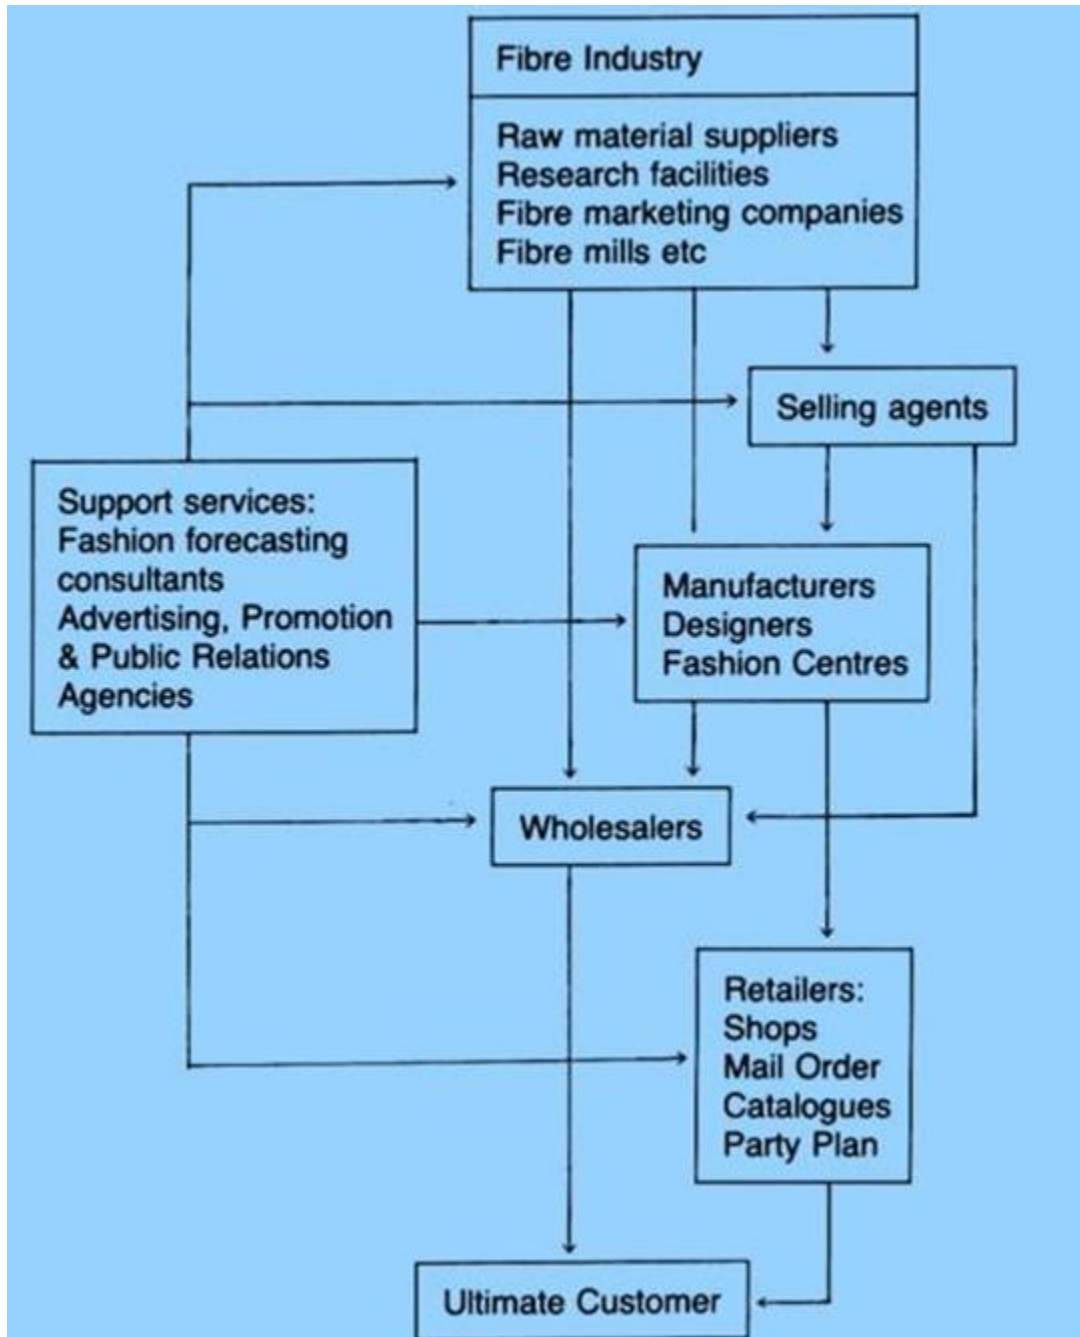 Fibre Industry
Raw material suppliers
Research facilities
Fibre marketing companies
Fibre mills etc
Selling agents
Support services:
Fashion forecasting
consultants
Advertising, Promotion
& Public Relations
Agencies
Manufacturers
Designers
Fashion Centres
Wholesalers
Retailers:
Shops
Mail Order
Catalogues
Party Plan
Ultimate Customer